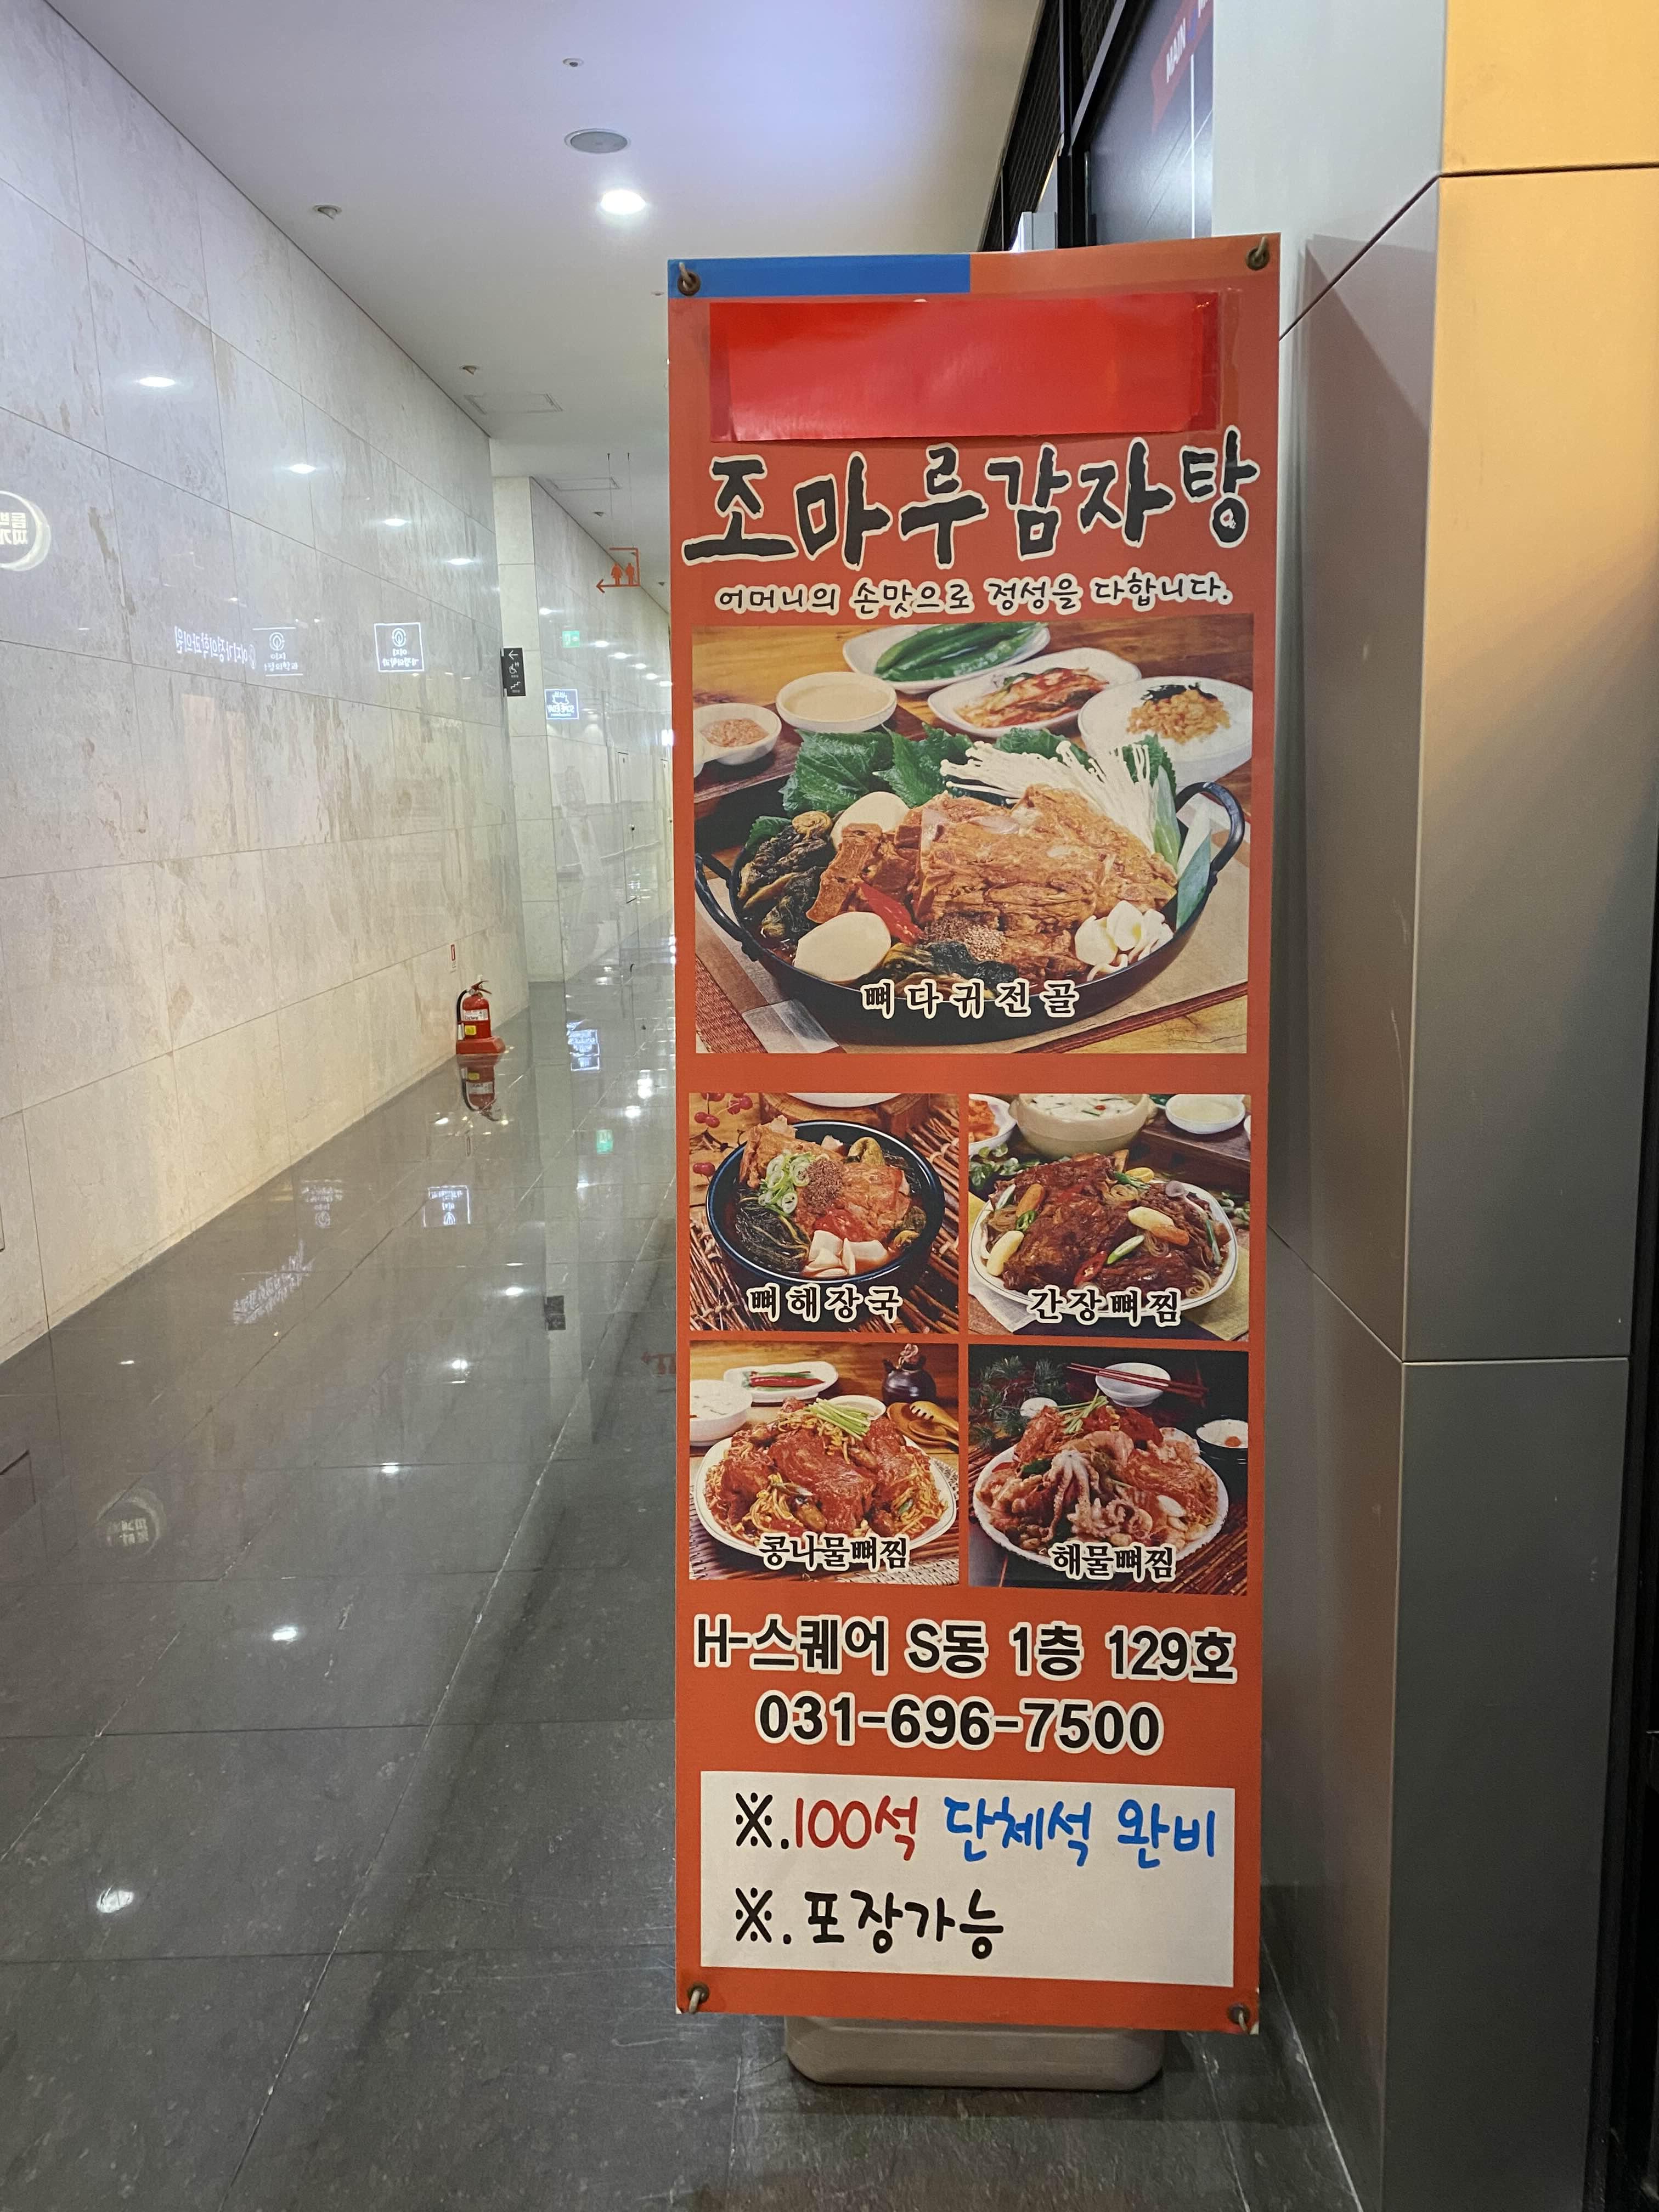 MAIN
조마루감자탕
어머니의 손맛으로 정성을 다합니다.
뼈다귀전골
뼈해장국
간장뼈찜
콩나물뼈찜
해물뼈찜
H-스퀘어 S동 1층 129호
031-696-7500
※.100석 단체석 완비
※.포장가능